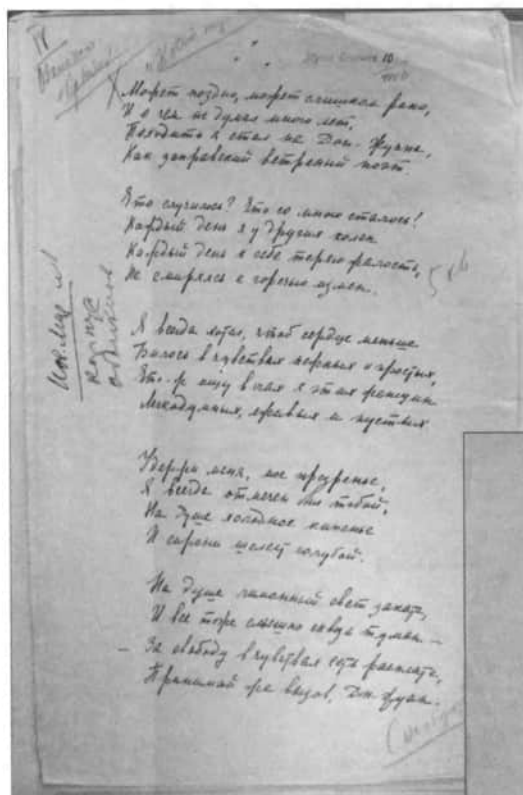 10
Может поздно, может слишком рано,
И о чем не думал много лет,
Походить я стал на Дон-Жуана,
Как заправский ветреный поэт.
Что случилось? Что со мною сталось?
Каждый день я у других колен
Каждый день к себе теряю жалость,
Не смиряясь с горечью измен.
Я всегда хотел, чтоб сердце меньше
Билось в чувствах нежных и простых,
Что ж ищу в очах я этих женщин
Легкодумных, лживых и пустых
Удержи меня, мое презренье,
Я всегда отмечен был тобой,
На душе холодное кипенье
И сирени шелест голубой.
На душе лимонный свет заката,
И все тоже слышно сквозь туман –
– За свободу в чувствах есть расплата,
Принимай же вызов, Дон-Жуан.
корпус